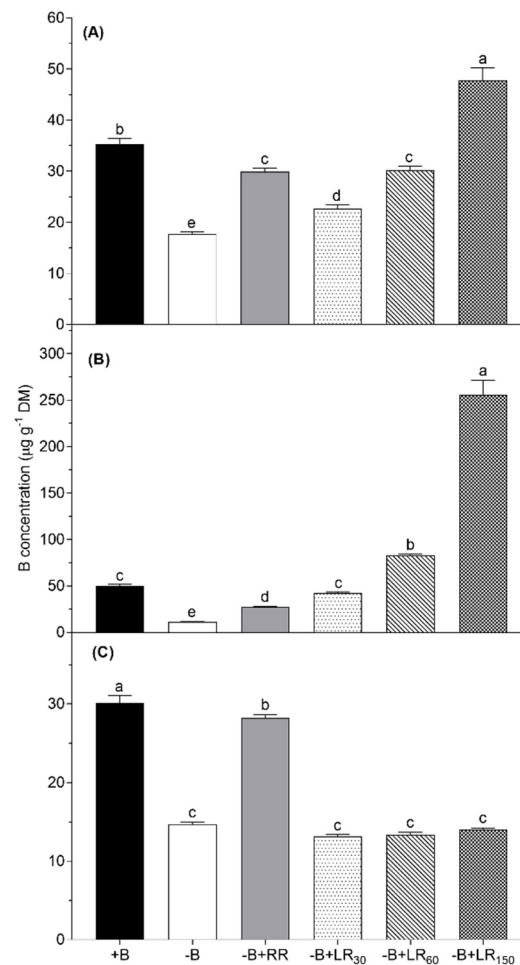 (A)
60
50
40
30
20
10
0
b
e
c
d
c
a
B concentration (µg g⁻¹ DM)
(B)
300
250
200
150
100
50
0
c
e
d
c
b
a
(C)
30
20
10
0
a
c
b
c
c
c
+B -B -B+RR -B+LR₃₀ -B+LR₆₀ -B+LR₁₅₀